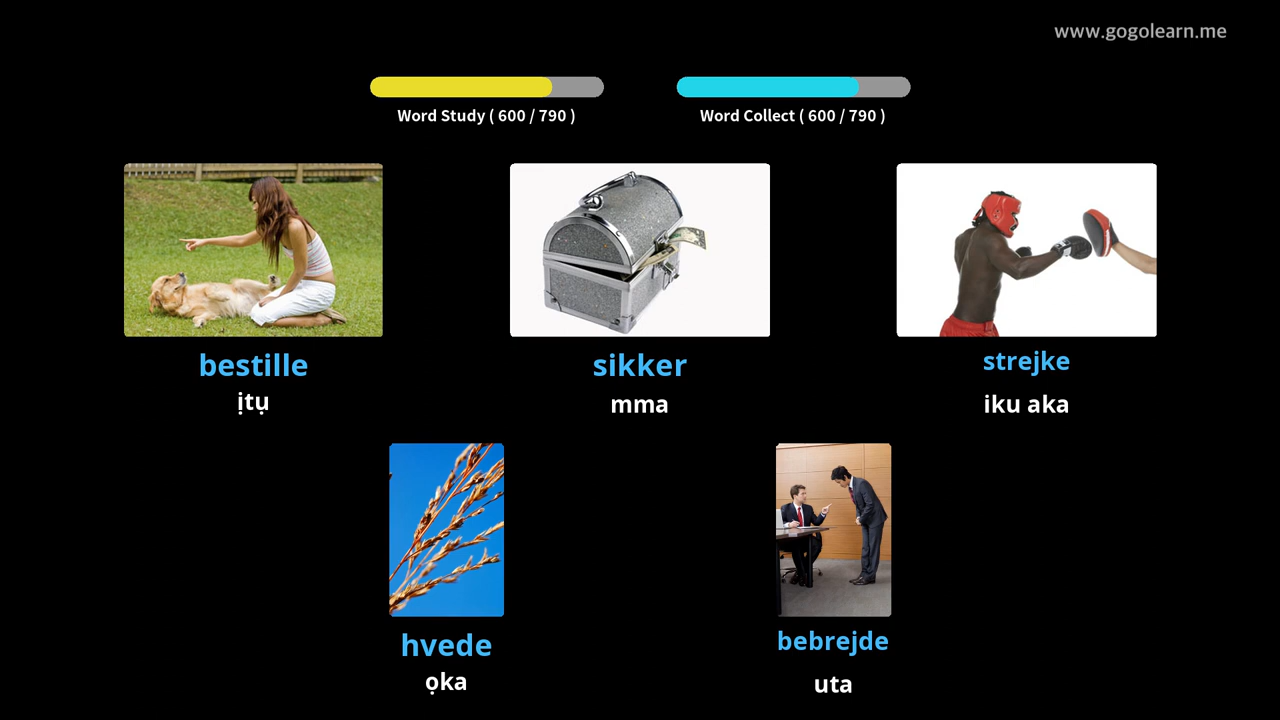 www.gogolearn.me
Word Study ( 600 / 790 )
Word Collect ( 600 / 790 )
bestille
ịtụ
sikker
mma
strejke
iku aka
hvede
ọka
bebrejde
uta